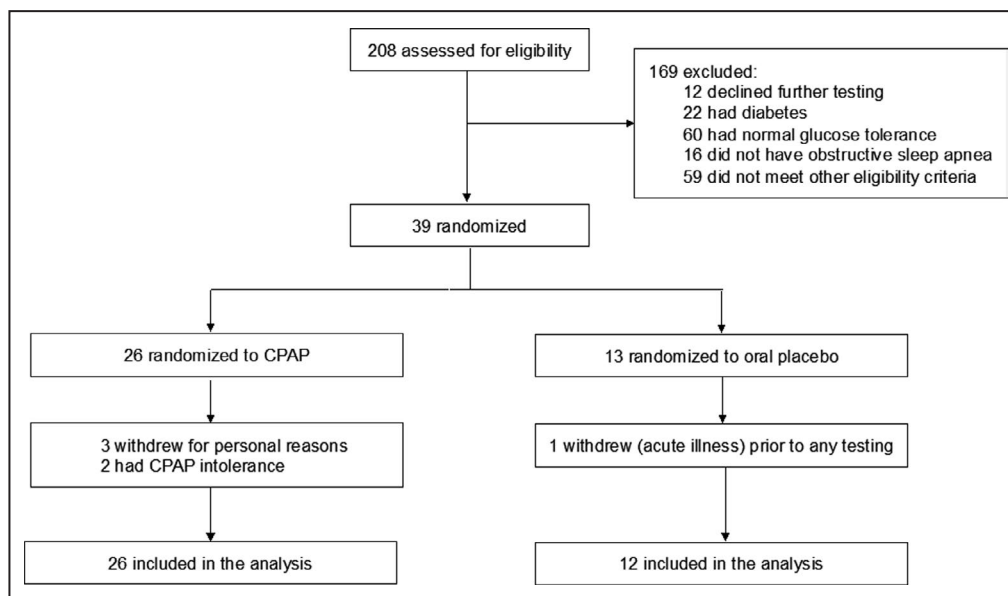 208 assessed for eligibility
169 excluded:
12 declined further testing
22 had diabetes
60 had normal glucose tolerance
16 did not have obstructive sleep apnea
59 did not meet other eligibility criteria
39 randomized
26 randomized to CPAP
13 randomized to oral placebo
3 withdrew for personal reasons
2 had CPAP intolerance
1 withdrew (acute illness) prior to any testing
26 included in the analysis
12 included in the analysis